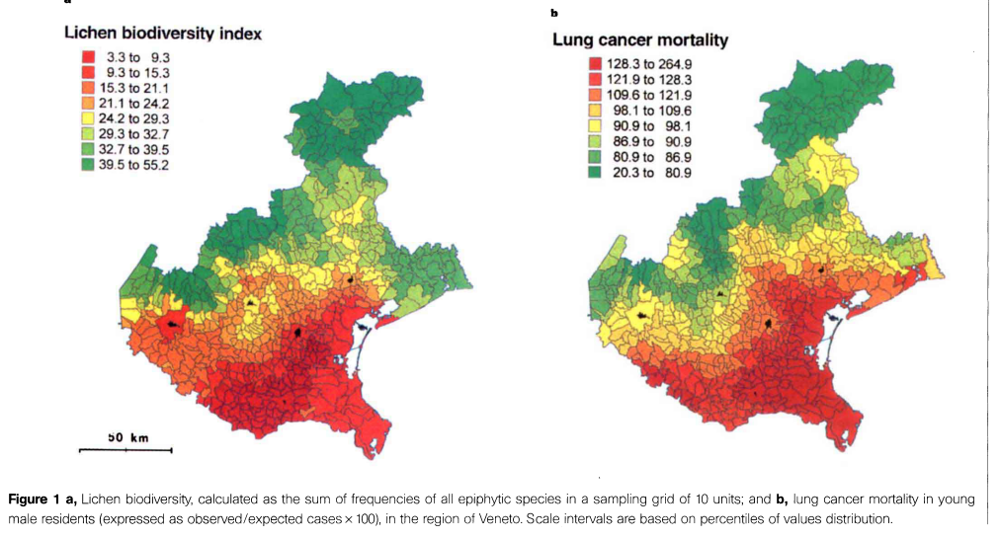 a
b
Lichen biodiversity index
3.3 to 9.3
9.3 to 15.3
15.3 to 21.1
21.1 to 24.2
24.2 to 29.3
29.3 to 32.7
32.7 to 39.5
39.5 to 55.2
Lung cancer mortality
128.3 to 264.9
121.9 to 128.3
109.6 to 121.9
98.1 to 109.6
90.9 to 98.1
86.9 to 90.9
80.9 to 86.9
20.3 to 80.9
50 km
Figure 1 a, Lichen biodiversity, calculated as the sum of frequencies of all epiphytic species in a sampling grid of 10 units; and b, lung cancer mortality in young
male residents (expressed as observed/expected cases × 100), in the region of Veneto. Scale intervals are based on percentiles of values distribution.